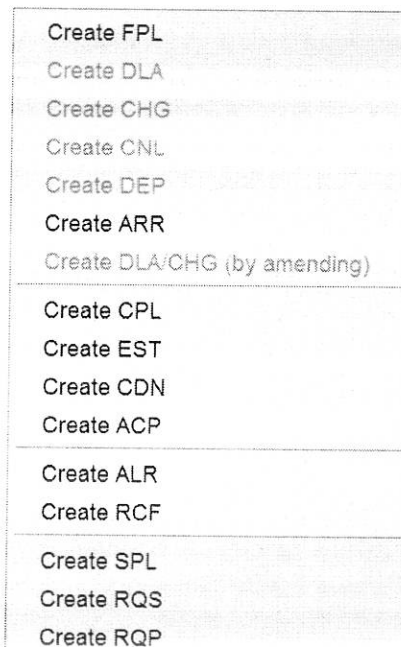 Create FPL
Create DLA
Create CHG
Create CNL
Create DEP
Create ARR
Create DLA/CHG (by amending)
Create CPL
Create EST
Create CDN
Create ACP
Create ALR
Create RCF
Create SPL
Create RQS
Create RQP